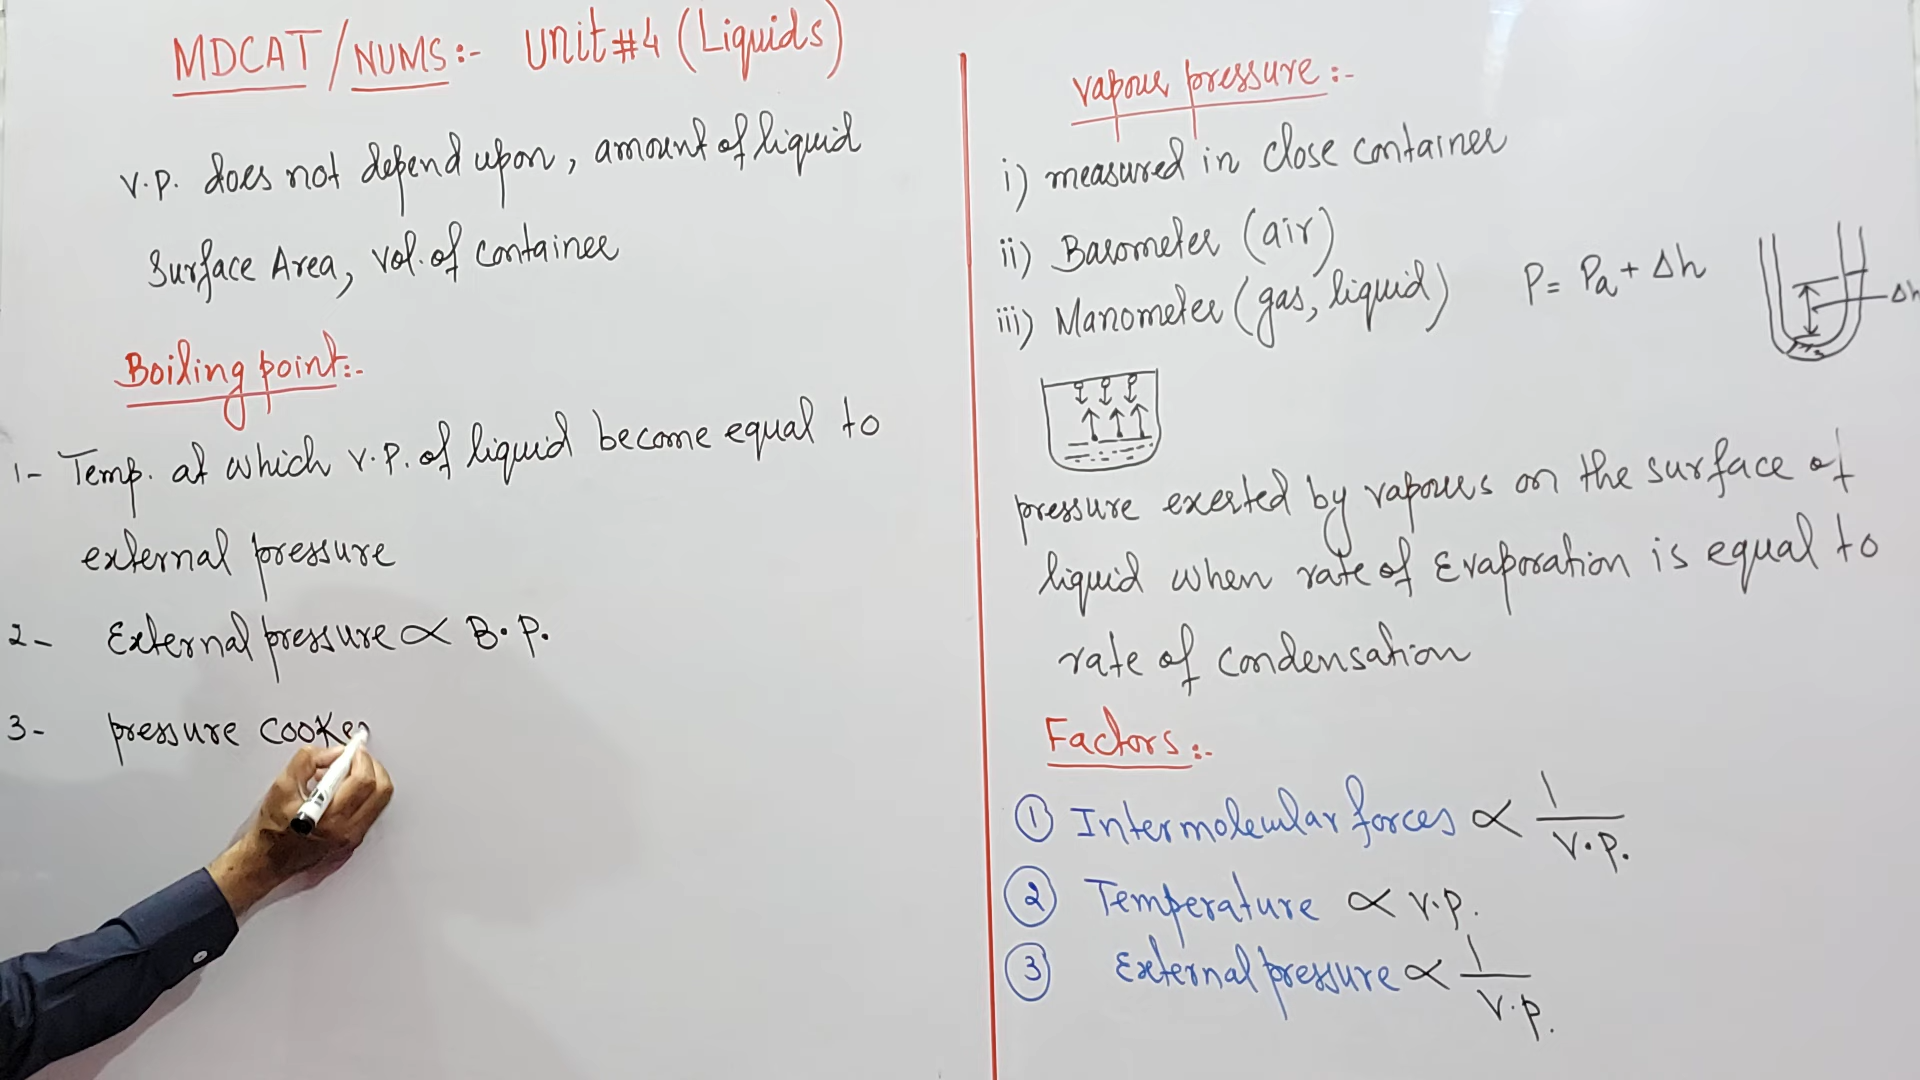 MDCAT/NUMS:- Unit#4 (Liquids)
V.P. does not depend upon, amount of liquid
Surface Area, Vol. of container
Boiling point:-
1- Temp. at which V.P. of liquid become equal to
external pressure
2- External pressure ∝ B.P.
3- pressure Cooker
Vapour pressure:-
i) measured in close container
ii) Barometer (air)
iii) Manometer (gas, liquid) P = Pa + Δh
Δh
pressure exerted by vapours on the surface of
liquid when rate of Evaporation is equal to
rate of condensation
Factors:-
① Intermolecular forces ∝ 1/V.P.
② Temperature ∝ V.P.
③ External pressure ∝ 1/V.P.